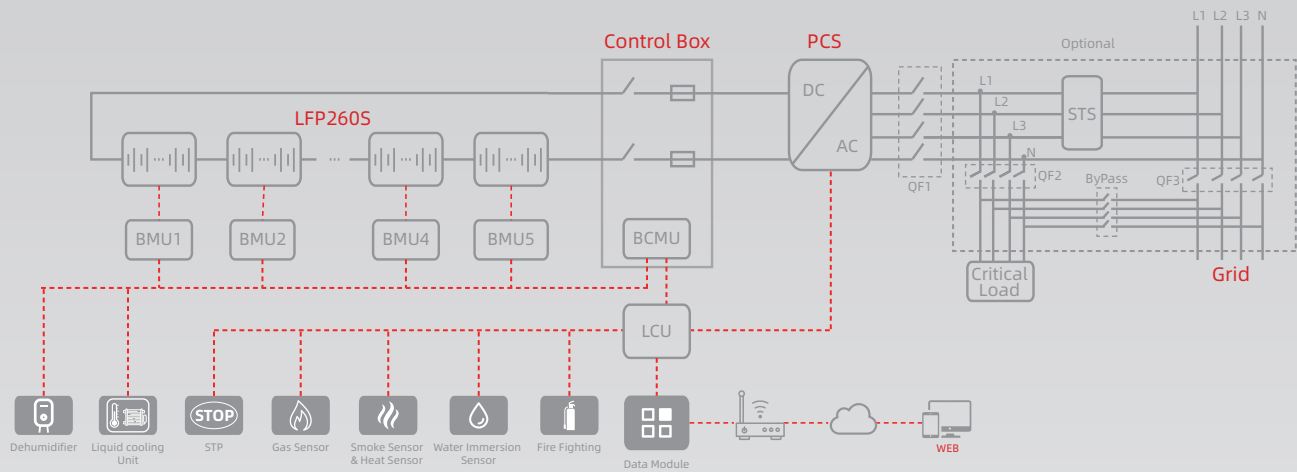 L1 L2 L3 N
Optional
Control Box
PCS
LFP260S
DC
AC
L1
L2
L3
N
STS
QF1
QF2
ByPass
QF3
...
BMU1
BMU2
BMU4
BMU5
BCMU
Critical
Load
Grid
LCU
STOP
Dehumidifier
Liquid cooling
Unit
STP
Gas Sensor
Smoke Sensor
& Heat Sensor
Water Immersion
Sensor
Fire Fighting
Data Module
WEB